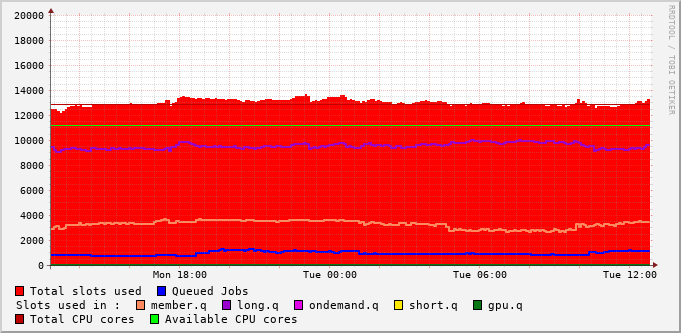 RRDTOOL / TOBI OETIKER
20000
18000
16000
14000
12000
10000
8000
6000
4000
2000
0
Mon 18:00 Tue 00:00 Tue 06:00 Tue 12:00
Total slots used Queued Jobs
Slots used in : member.q long.q ondemand.q short.q gpu.q
Total CPU cores Available CPU cores